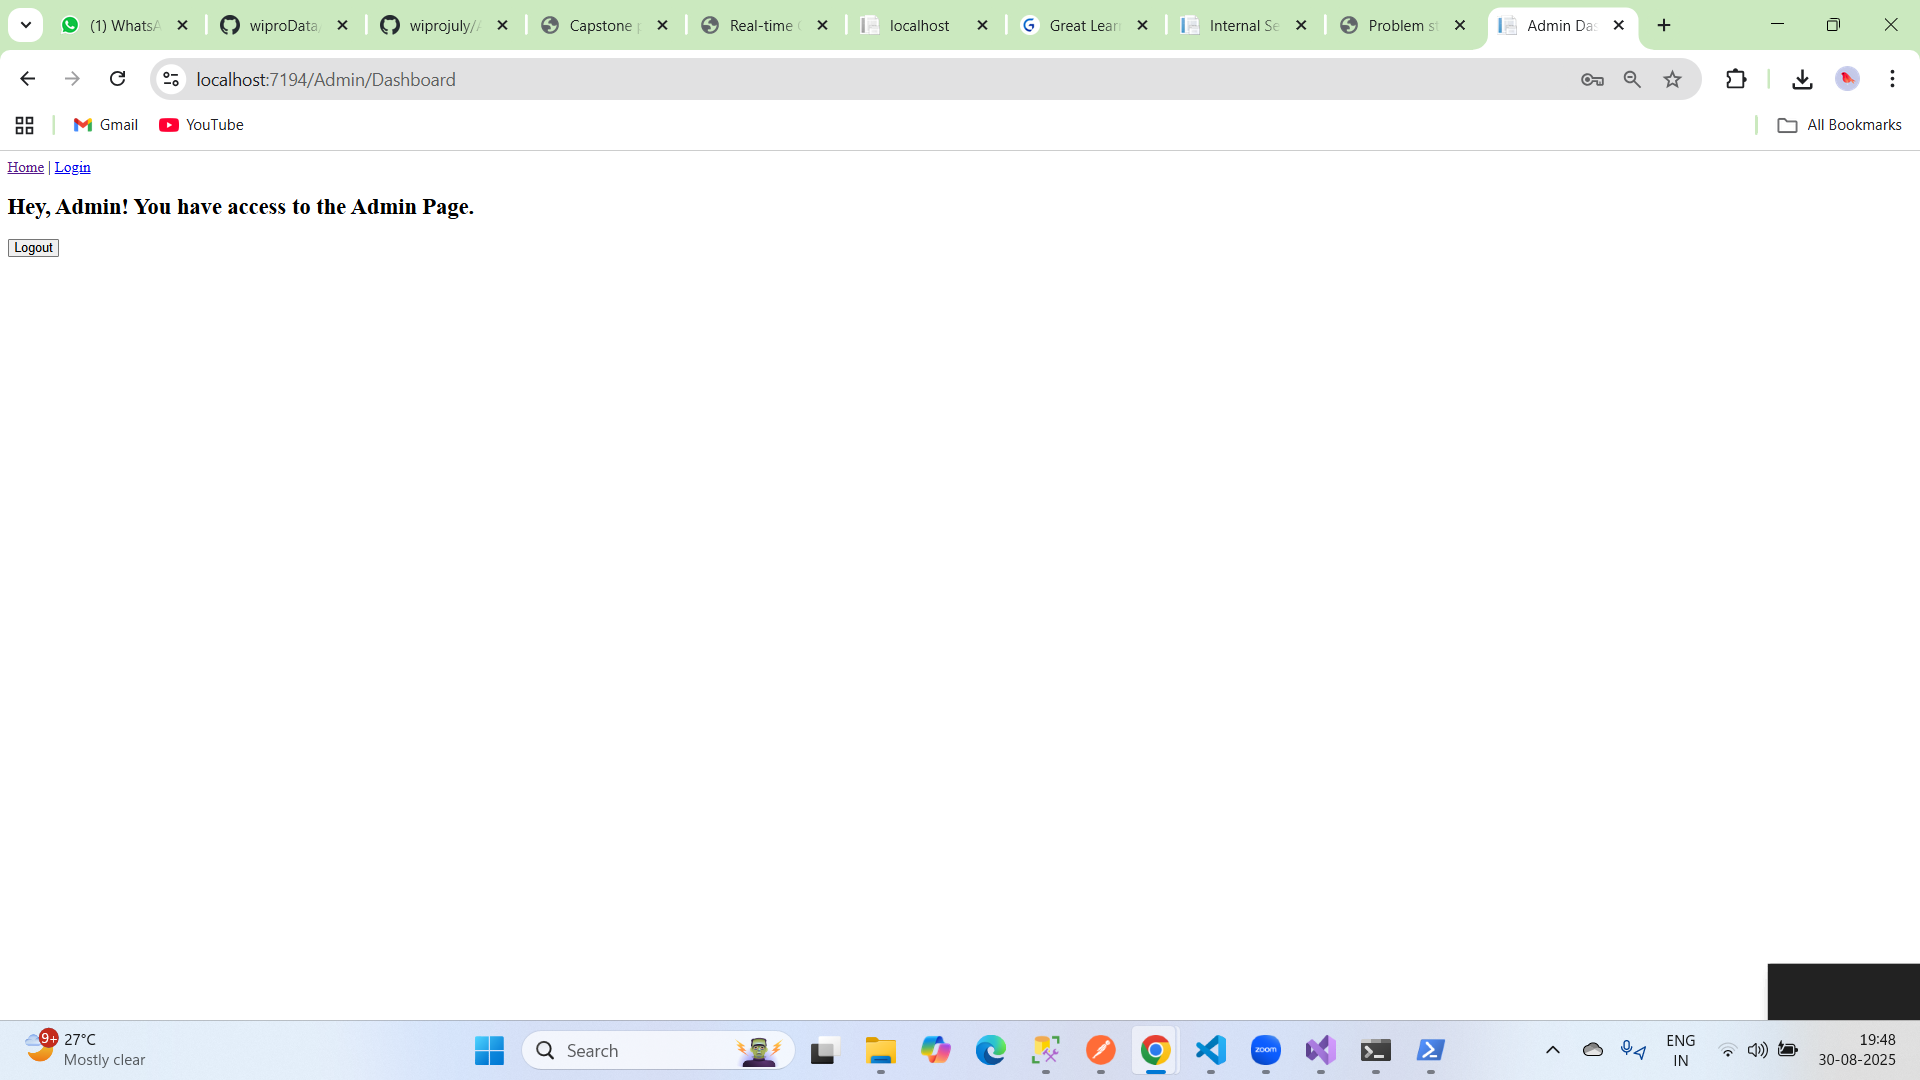 (1) WhatsA
wiproData
wiprojuly/A
Capstone p
Real-time C
localhost
Great Lear
Internal Se
Problem st
Admin Das
localhost:7194/Admin/Dashboard
Gmail
YouTube
All Bookmarks
Home | Login
Hey, Admin! You have access to the Admin Page.
Logout
9+
27°C
Mostly clear
Search
zoom
ENG
IN
19:48
30-08-2025